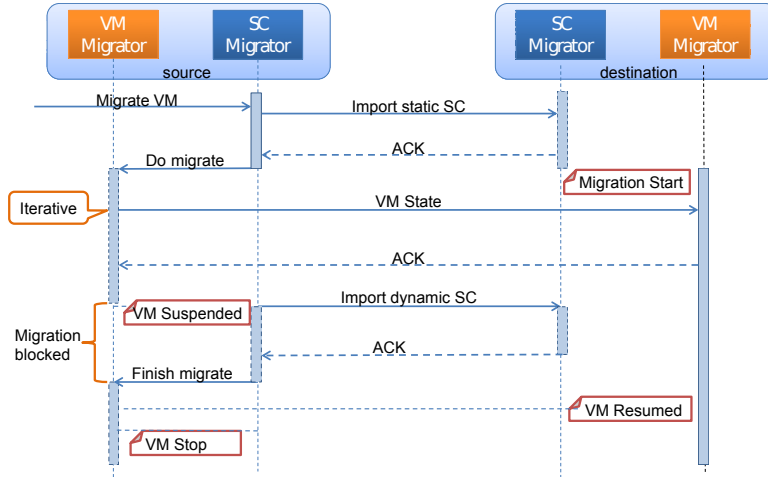 VM
Migrator
SC
Migrator
SC
Migrator
VM
Migrator
source
destination
Migrate VM
Import static SC
ACK
Do migrate
Migration Start
Iterative
VM State
ACK
Import dynamic SC
VM Suspended
Migration
blocked
ACK
Finish migrate
VM Resumed
VM Stop